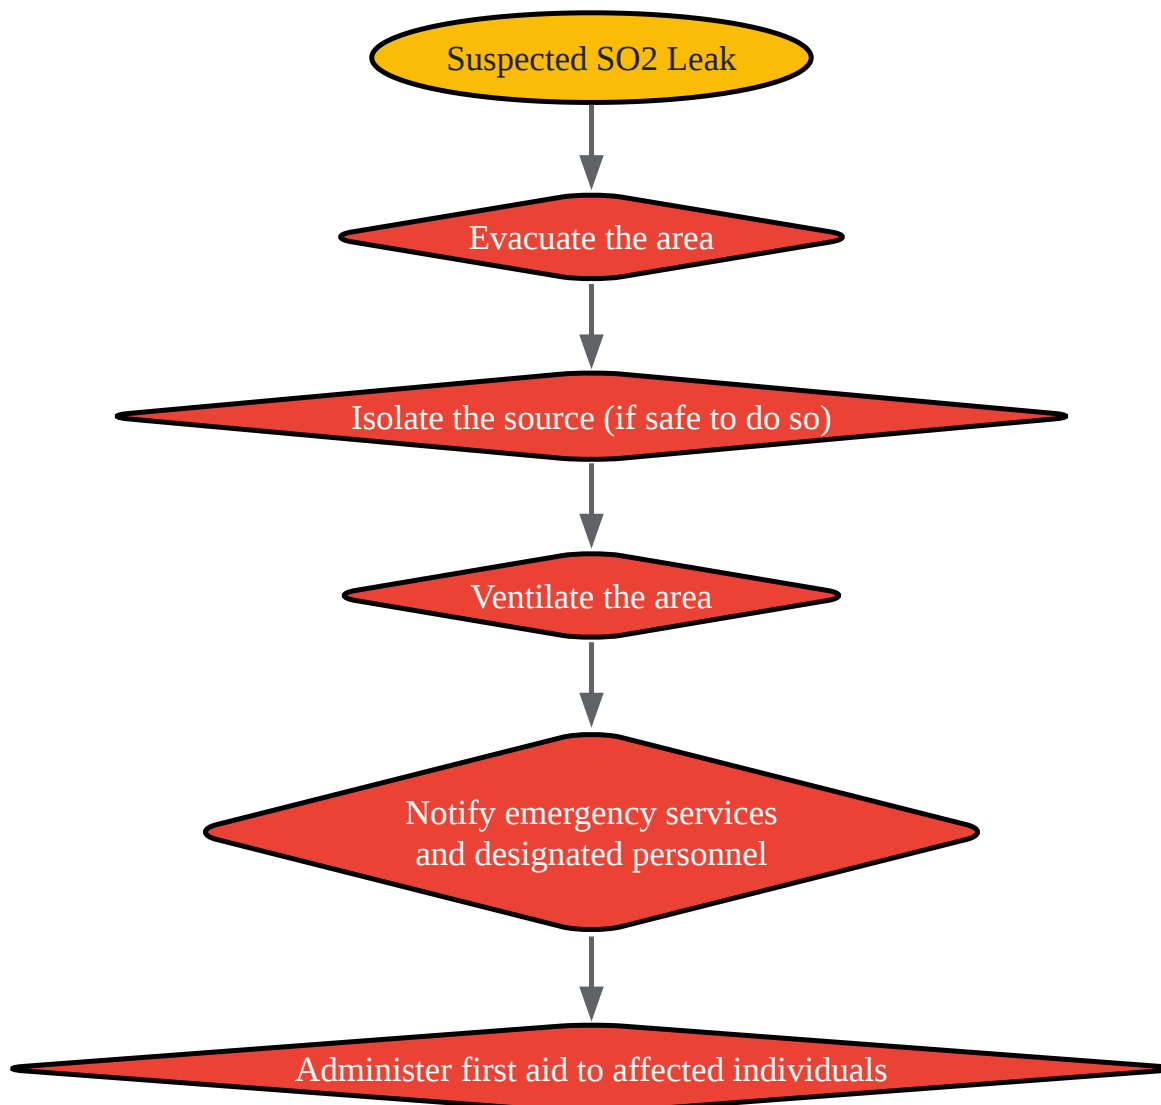 Suspected SO2 Leak
Evacuate the area
Isolate the source (if safe to do so)
Ventilate the area
Notify emergency services
and designated personnel
Administer first aid to affected individuals